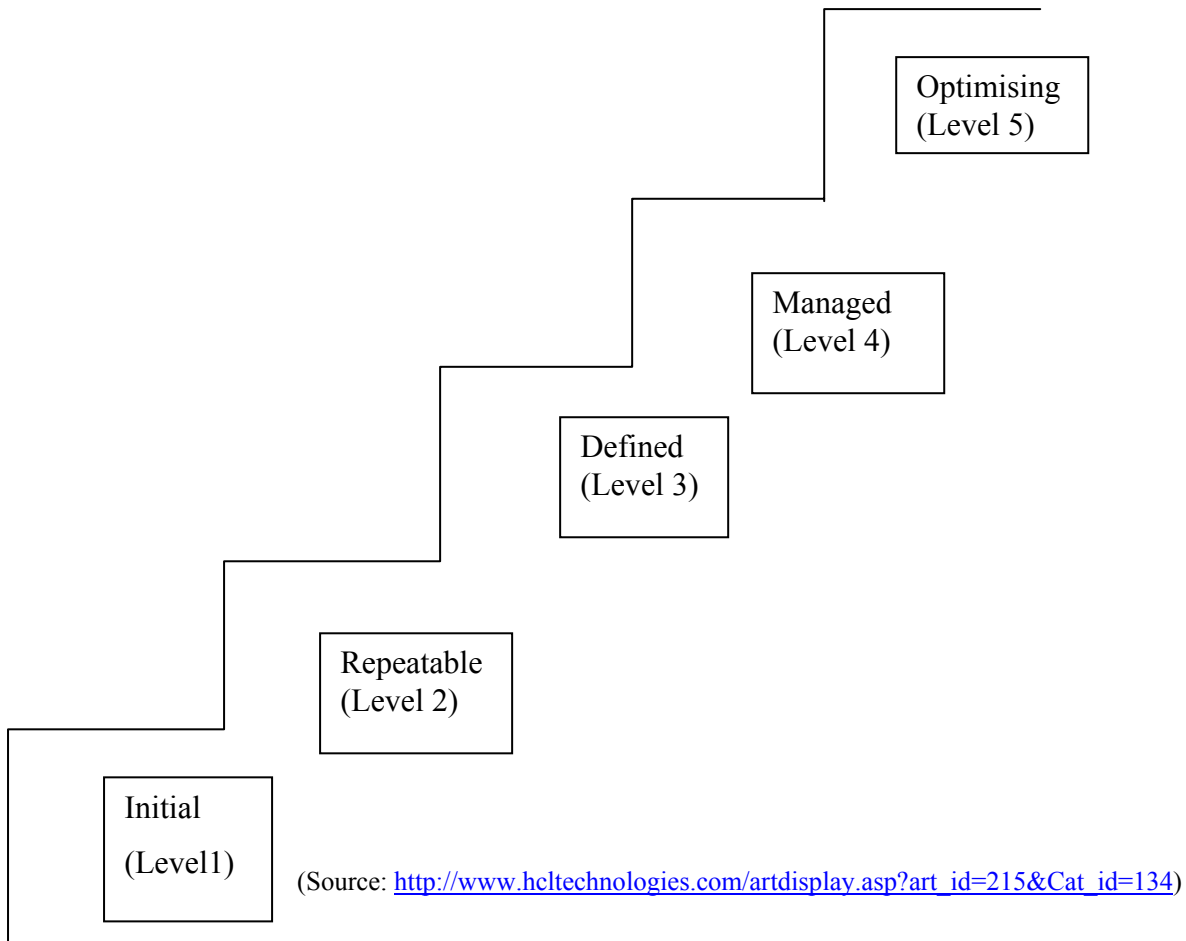 Optimising
(Level 5)
Managed
(Level 4)
Defined
(Level 3)
Repeatable
(Level 2)
Initial
(Level1)
(Source: http://www.hcltechnologies.com/artdisplay.asp?art_id=215&Cat_id=134)